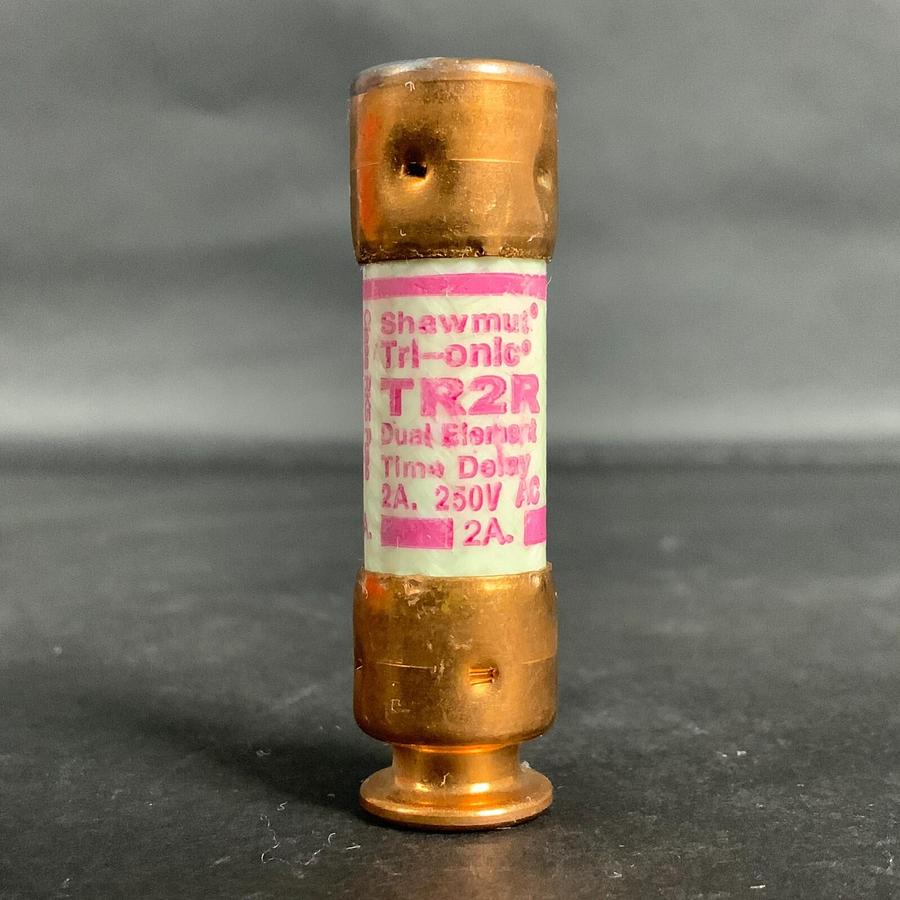 Shawmut®
Tri-onic®
TR2R
Dual Element
Time Delay
2A. 250V AC
2A.